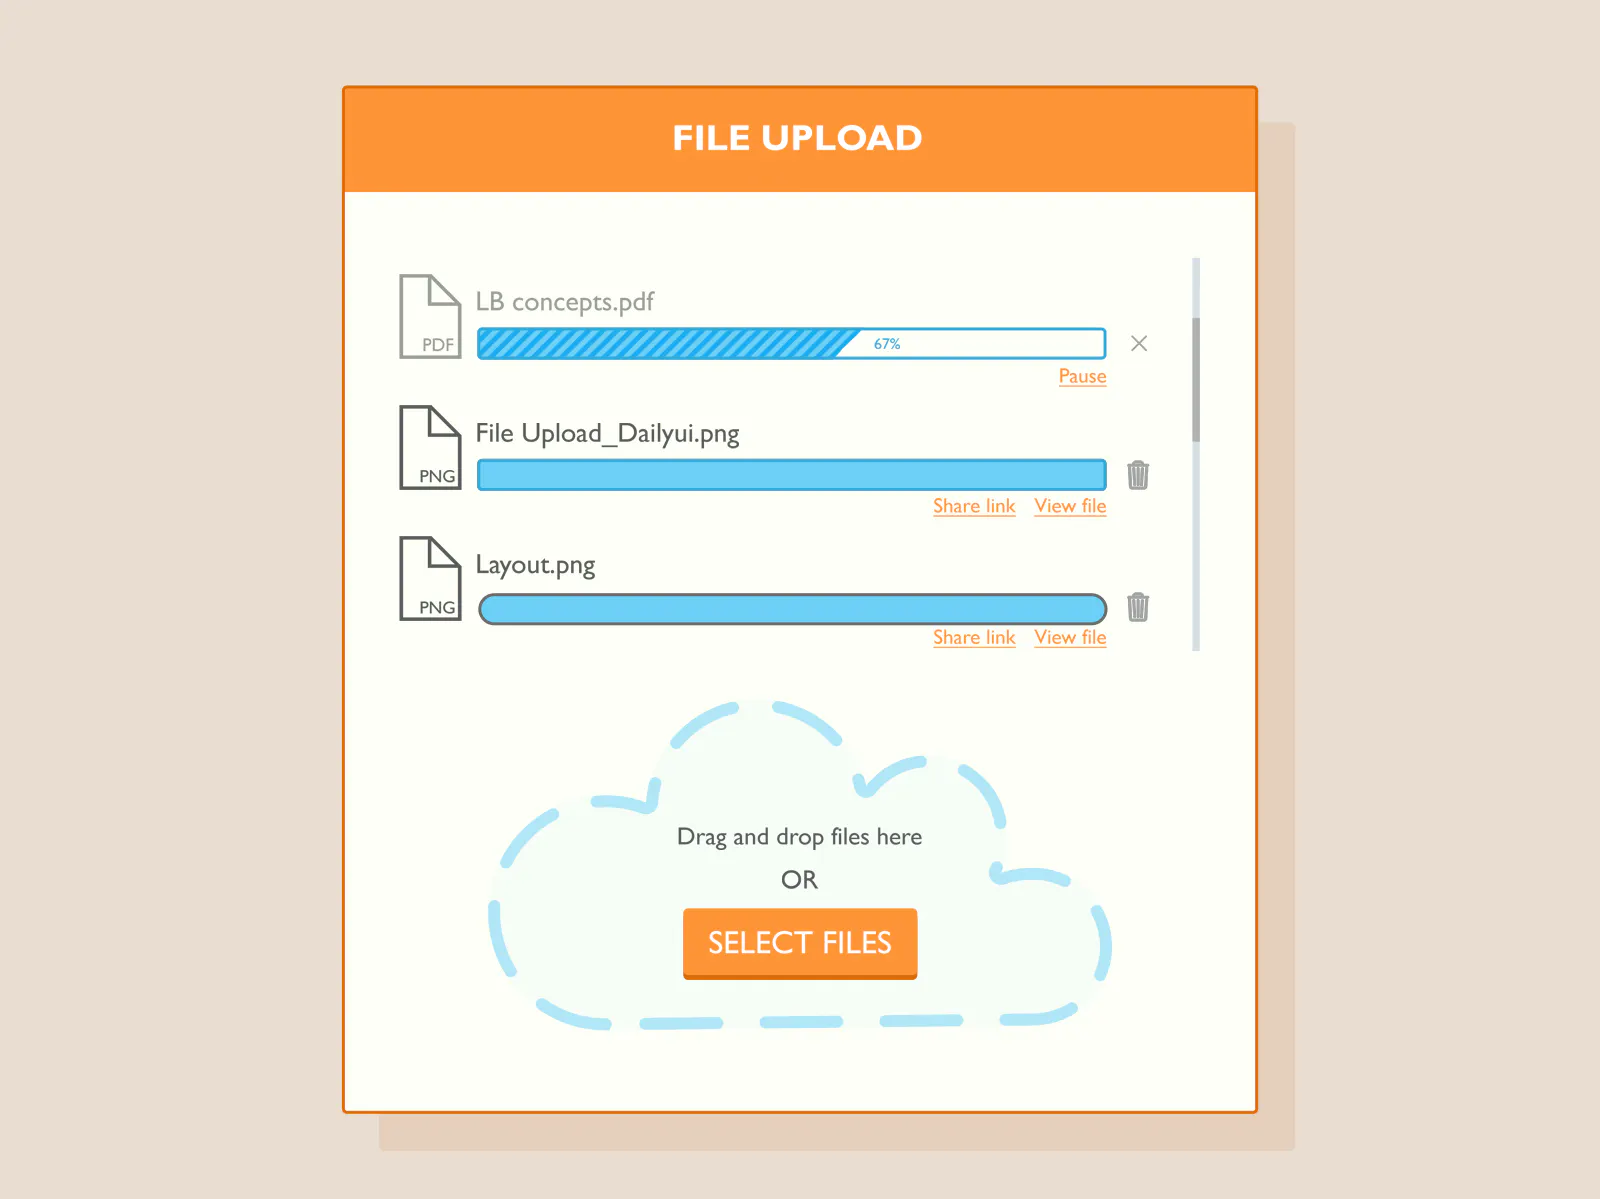 FILE UPLOAD
LB concepts.pdf
PDF
67%
Pause
File Upload_Dailyui.png
PNG
Share link View file
Layout.png
PNG
Share link View file
Drag and drop files here
OR
SELECT FILES